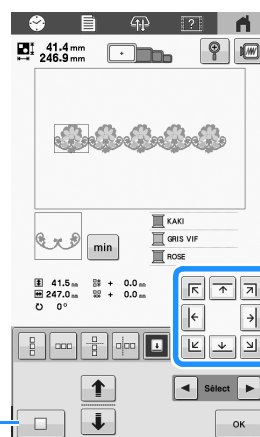 41.4 mm
246.9 mm
KAKI
GRIS VIF
ROSE
min
41.5 mm + 0.0 mm
247.0 mm + 0.0 mm
0°
Sélect
OK